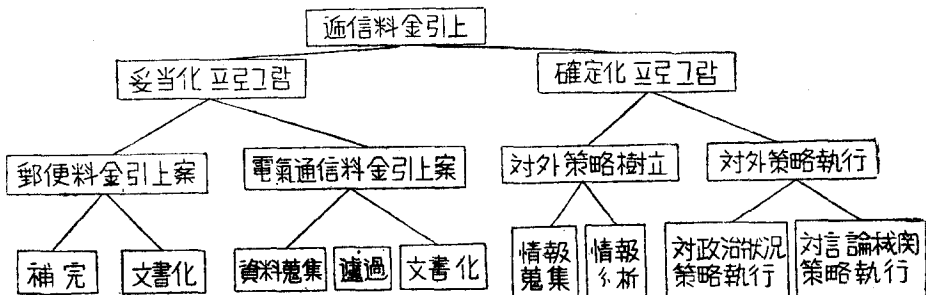 遞信料金引上
妥当化 프로그람
確定化 프로그람
郵便料金引上案
電氣通信料金引上案
対外策略樹立
対外策略執行
補完
文書化
資料蒐集
濾過
文書化
情報
蒐集
情報
分析
対政治狀況
策略執行
対言論械関
策略執行